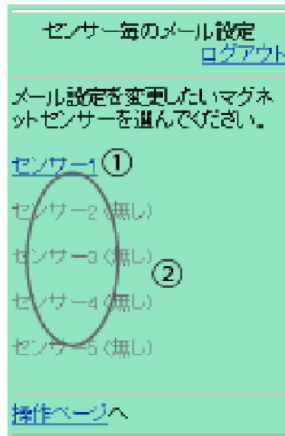 センサー毎のメール設定
ログアウト
メール設定を変更したいマグネ
ットセンサーを選んでください。
センサー1 ①
センサー2 (無し)
センサー3 (無し)
②
センサー4 (無し)
センサー5 (無し)
操作ページへ